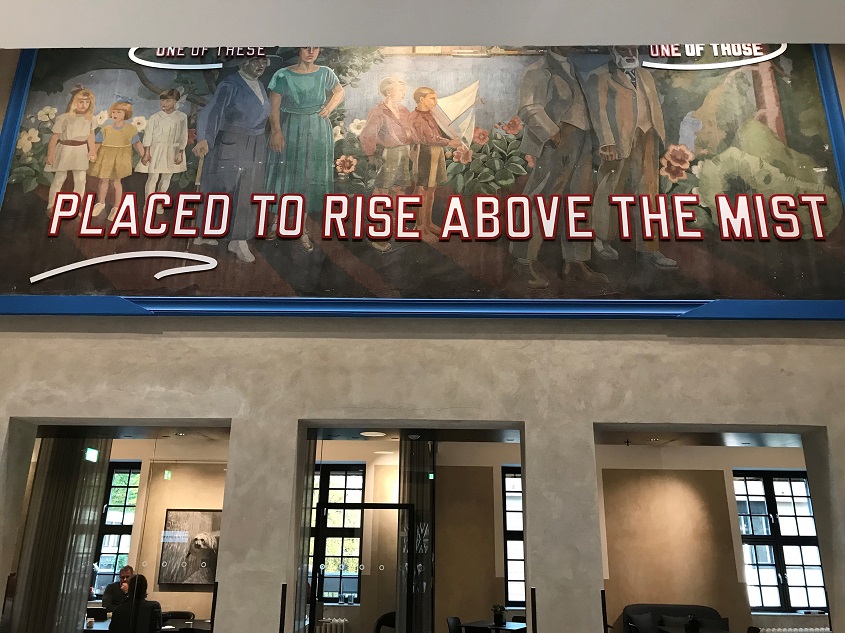 ONE OF THESE
ONE OF THOSE
PLACED TO RISE ABOVE THE MIST